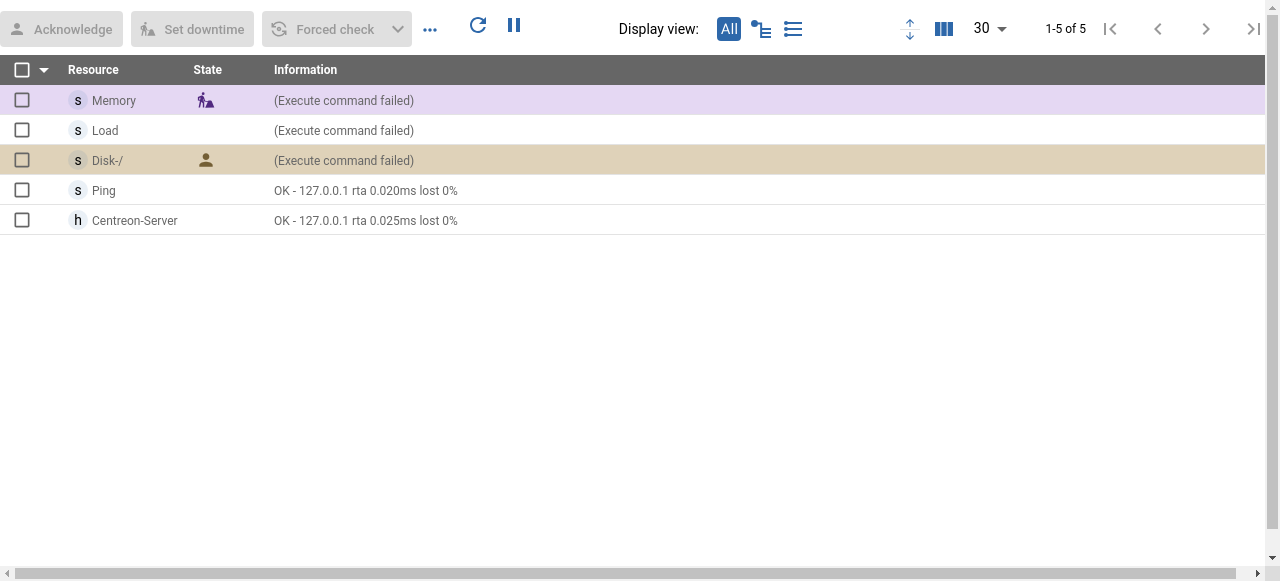 Acknowledge Set downtime Forced check Display view: All 30 1-5 of 5
Resource State Information
s Memory (Execute command failed)
s Load (Execute command failed)
s Disk-/ (Execute command failed)
s Ping OK - 127.0.0.1 rta 0.020ms lost 0%
h Centreon-Server OK - 127.0.0.1 rta 0.025ms lost 0%